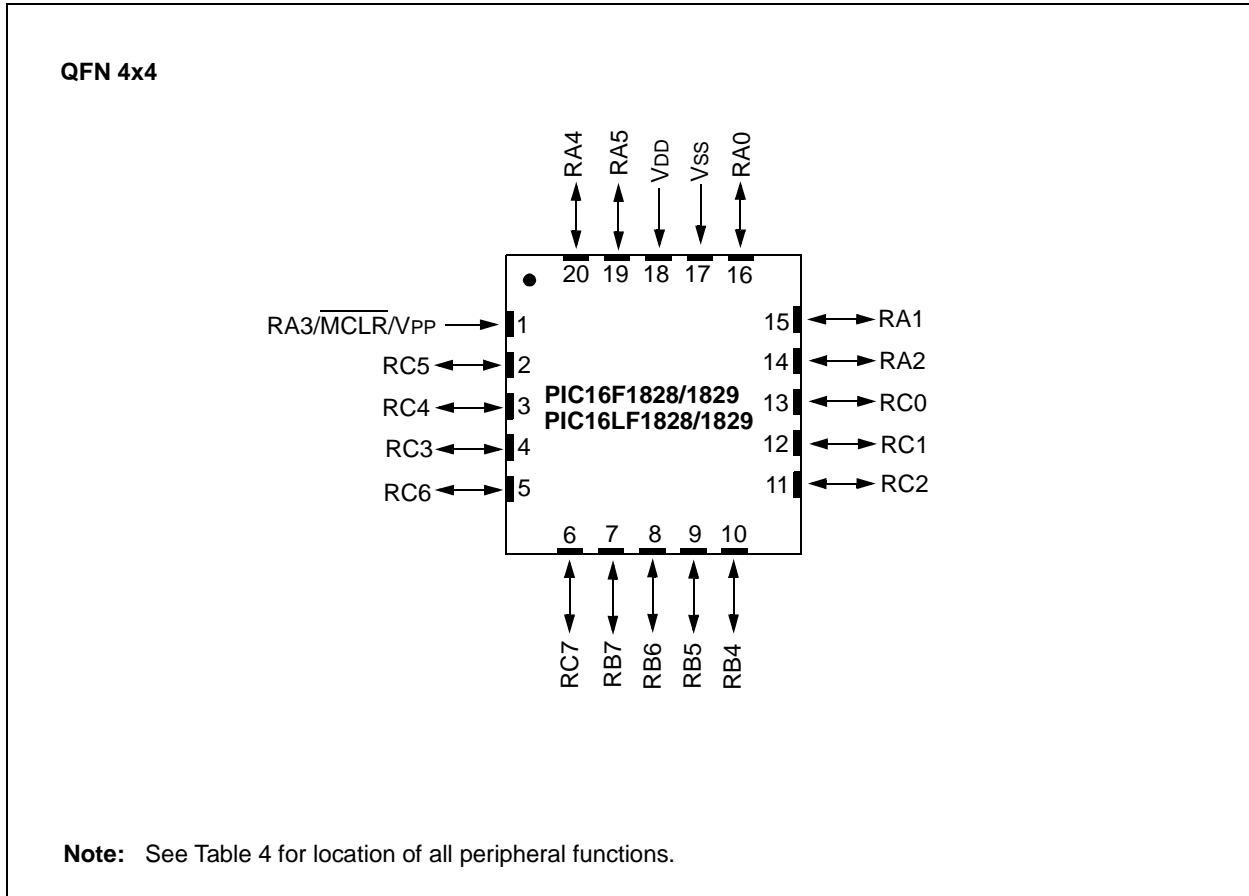 QFN 4x4
RA4
RA5
VDD
VSS
RA0
20 19 18 17 16
RA3/MCLR/VPP
1
RC5
2
RC4
3
RC3
4
RC6
5
PIC16F1828/1829
PIC16LF1828/1829
15
RA1
14
RA2
13
RC0
12
RC1
11
RC2
6 7 8 9 10
RC7
RB7
RB6
RB5
RB4
Note: See Table 4 for location of all peripheral functions.